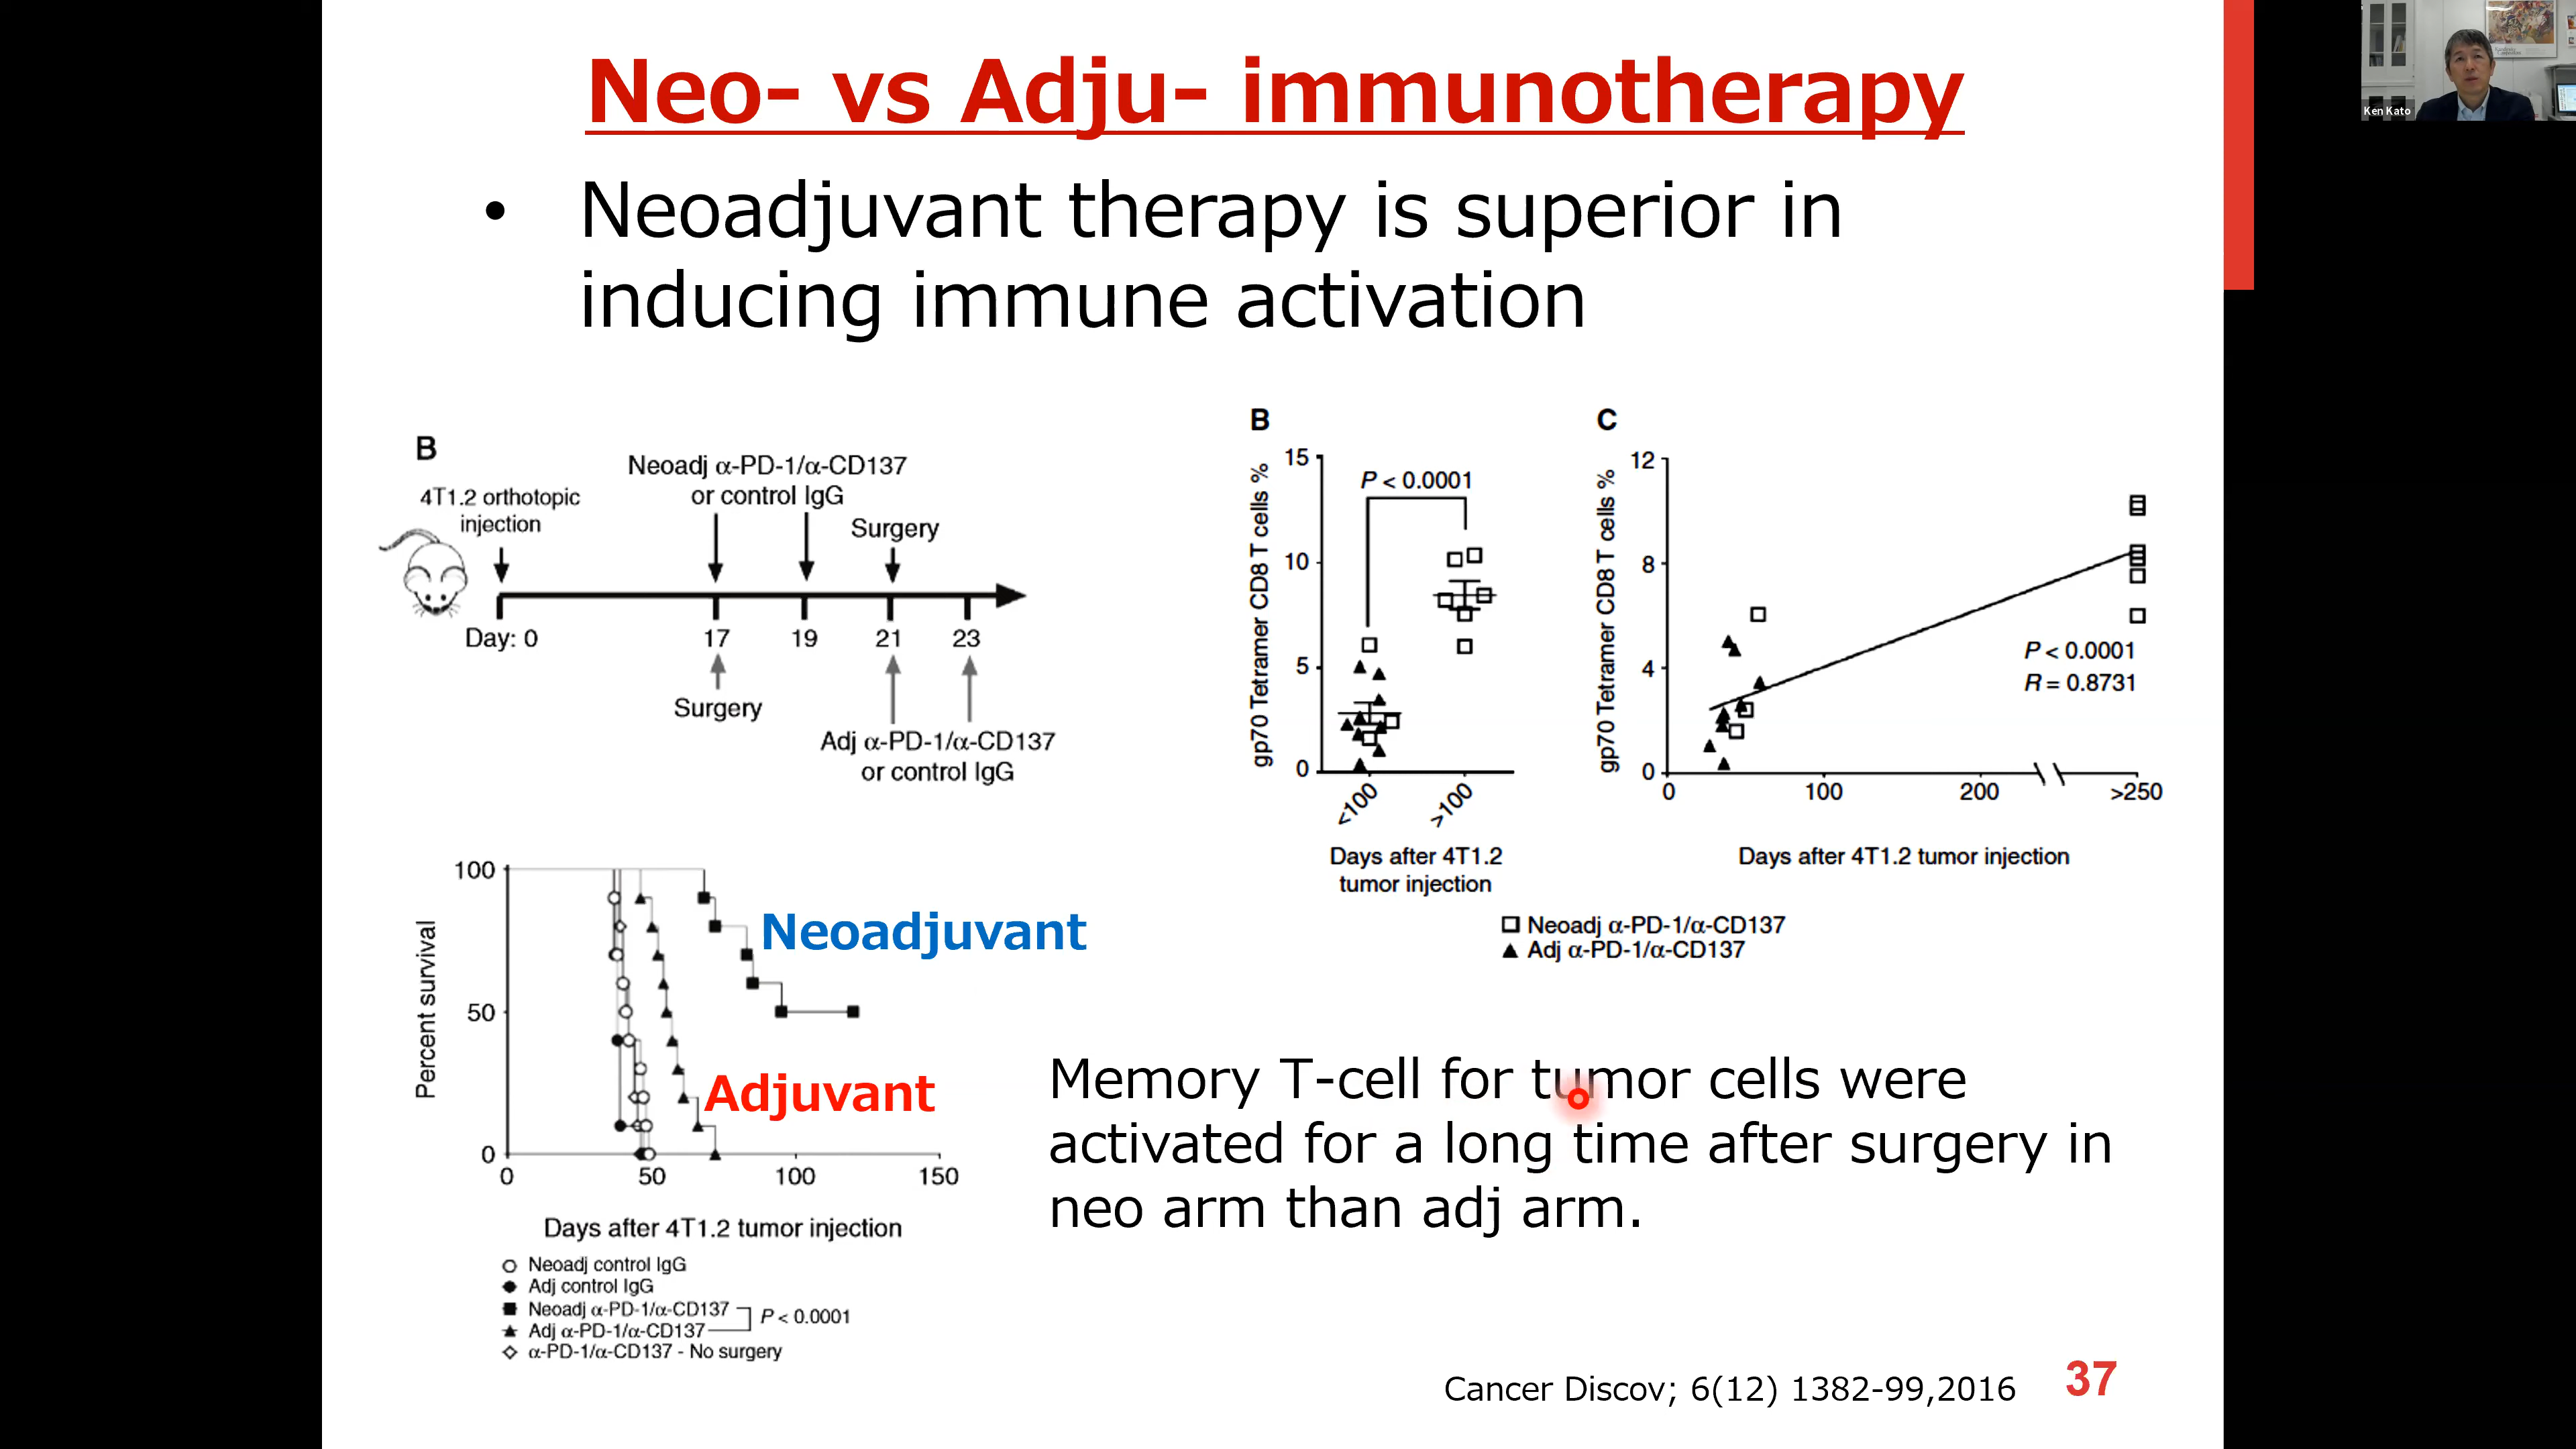 Neo- vs Adju- immunotherapy
Ken Kato
• Neoadjuvant therapy is superior in
inducing immune activation
B
4T1.2 orthotopic
injection
Neoadj α-PD-1/α-CD137
or control IgG
Surgery
Day: 0
17
19
21
23
Surgery
Adj α-PD-1/α-CD137
or control IgG
B
gp70 Tetramer CD8 T cells %
15
10
5
0
P < 0.0001
<100
>100
Days after 4T1.2
tumor injection
C
gp70 Tetramer CD8 T cells %
12
8
4
0
P < 0.0001
R = 0.8731
0
100
200
>250
Days after 4T1.2 tumor injection
Neoadj α-PD-1/α-CD137
Adj α-PD-1/α-CD137
Percent survival
100
50
0
Neoadjuvant
Adjuvant
0
50
100
150
Days after 4T1.2 tumor injection
Neoadj control IgG
Adj control IgG
Neoadj α-PD-1/α-CD137
Adj α-PD-1/α-CD137
P < 0.0001
α-PD-1/α-CD137 - No surgery
Memory T-cell for tumor cells were
activated for a long time after surgery in
neo arm than adj arm.
Cancer Discov; 6(12) 1382-99,2016
37